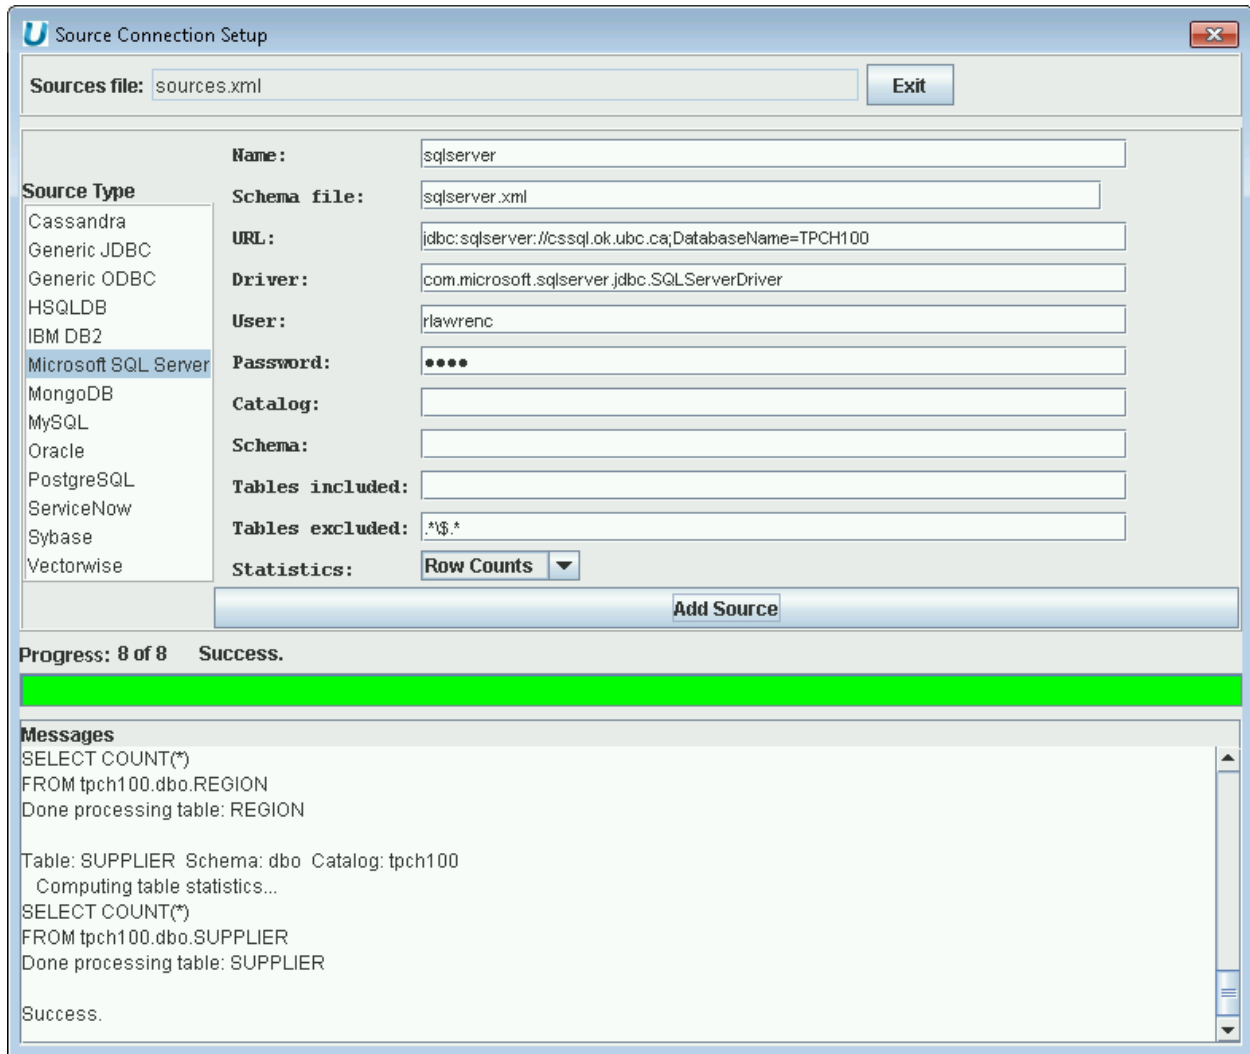 Source Connection Setup
Sources file: sources.xml Exit
Source Type
Cassandra
Generic JDBC
Generic ODBC
HSQLDB
IBM DB2
Microsoft SQL Server
MongoDB
MySQL
Oracle
PostgreSQL
ServiceNow
Sybase
Vectorwise
Name: sqlserver
Schema file: sqlserver.xml
URL: jdbc:sqlserver://cssql.ok.ubc.ca;DatabaseName=TPCH100
Driver: com.microsoft.sqlserver.jdbc.SQLServerDriver
User: rlawrenc
Password: ●●●●
Catalog:
Schema:
Tables included:
Tables excluded: .*\$.*
Statistics: Row Counts
Add Source
Progress: 8 of 8 Success.
Messages
SELECT COUNT(*)
FROM tpch100.dbo.REGION
Done processing table: REGION
Table: SUPPLIER Schema: dbo Catalog: tpch100
Computing table statistics...
SELECT COUNT(*)
FROM tpch100.dbo.SUPPLIER
Done processing table: SUPPLIER
Success.